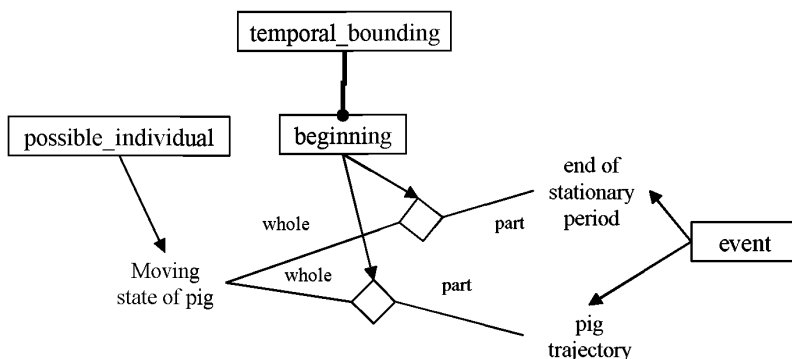 temporal_bounding
possible_individual
beginning
end of
stationary
period
whole
part
event
Moving
state of pig
whole
part
pig
trajectory